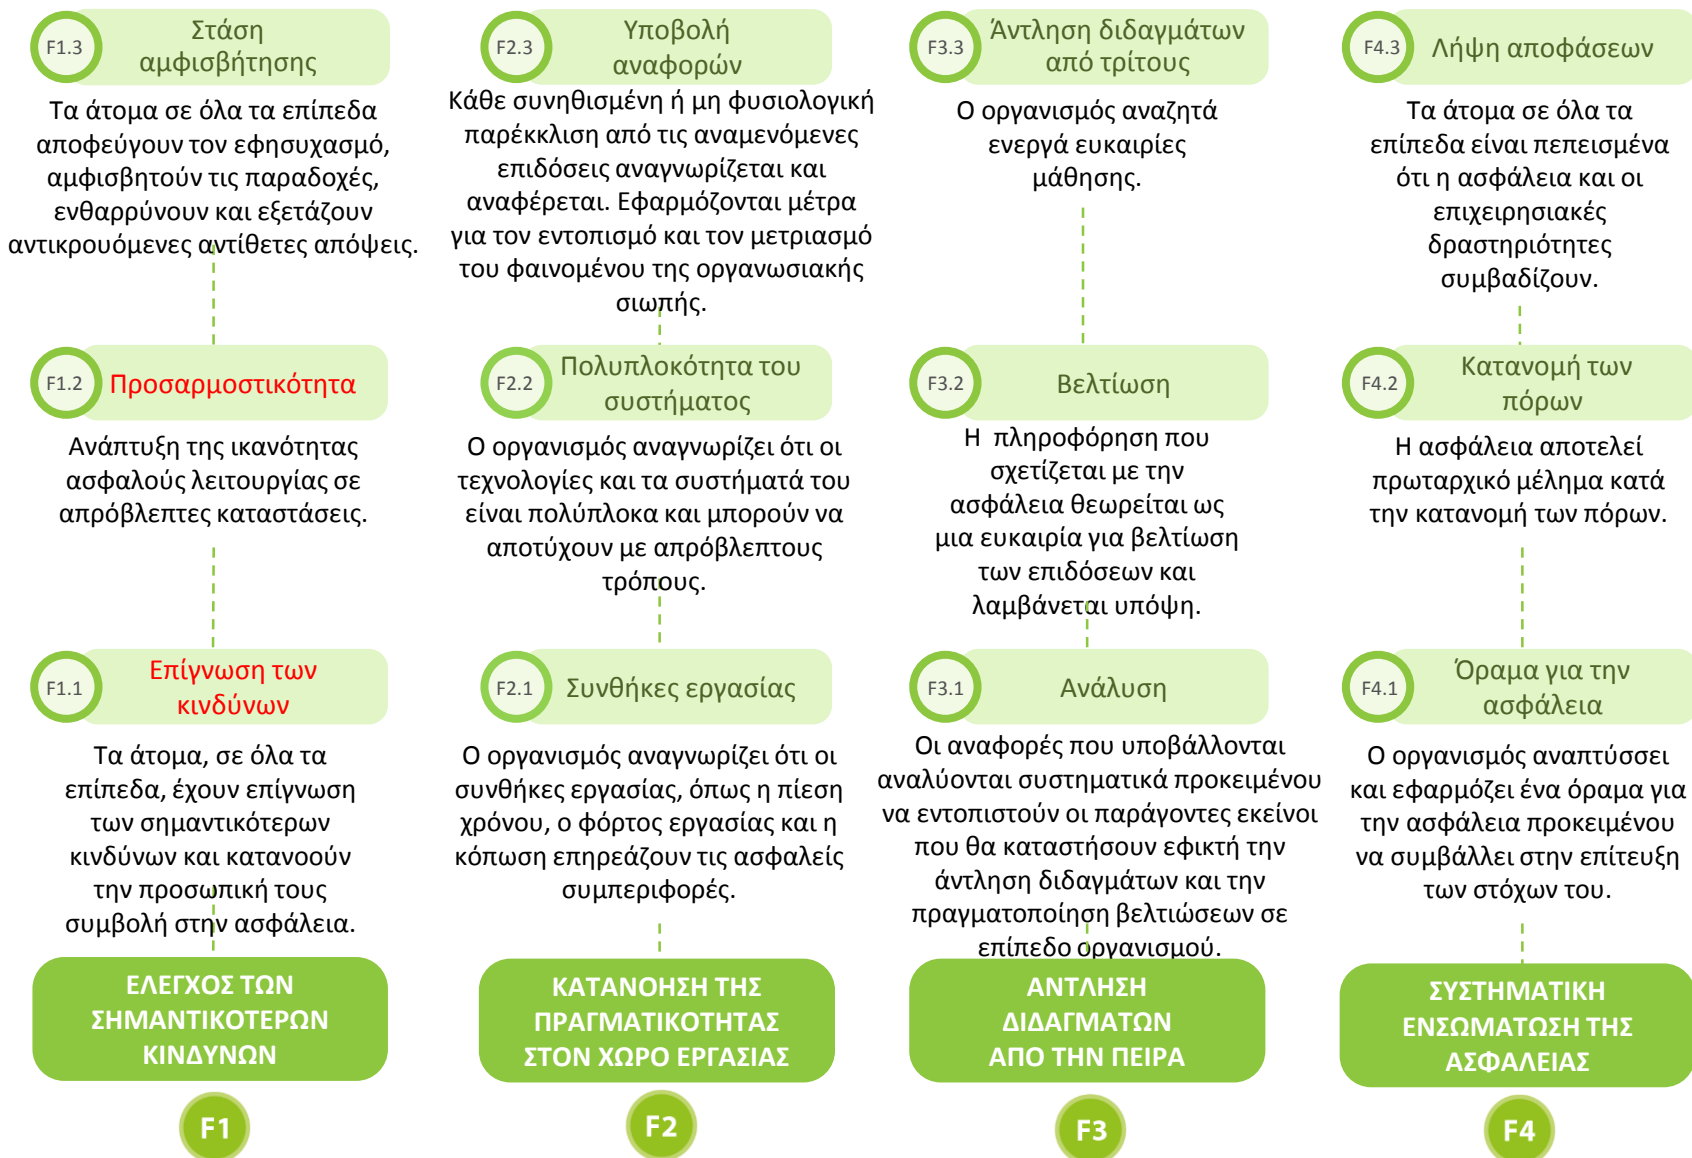 F1.3
Στάση
αμφισβήτησης
Τα άτομα σε όλα τα επίπεδα
αποφεύγουν τον εφησυχασμό,
αμφισβητούν τις παραδοχές,
ενθαρρύνουν και εξετάζουν
αντικρουόμενες αντίθετες απόψεις.
F1.2
Προσαρμοστικότητα
Ανάπτυξη της ικανότητας
ασφαλούς λειτουργίας σε
απρόβλεπτες καταστάσεις.
F1.1
Επίγνωση των
κινδύνων
Τα άτομα, σε όλα τα
επίπεδα, έχουν επίγνωση
των σημαντικότερων
κινδύνων και κατανοούν
την προσωπική τους
συμβολή στην ασφάλεια.
ΕΛΕΓΧΟΣ ΤΩΝ
ΣΗΜΑΝΤΙΚΟΤΕΡΩΝ
ΚΙΝΔΥΝΩΝ
F1
F2.3
Υποβολή
αναφορών
Κάθε συνηθισμένη ή μη φυσιολογική
παρέκκλιση από τις αναμενόμενες
επιδόσεις αναγνωρίζεται και
αναφέρεται. Εφαρμόζονται μέτρα
για τον εντοπισμό και τον μετριασμό
του φαινομένου της οργανωσιακής
σιωπής.
F2.2
Πολυπλοκότητα του
συστήματος
Ο οργανισμός αναγνωρίζει ότι οι
τεχνολογίες και τα συστήματά του
είναι πολύπλοκα και μπορούν να
αποτύχουν με απρόβλεπτους
τρόπους.
F2.1
Συνθήκες εργασίας
Ο οργανισμός αναγνωρίζει ότι οι
συνθήκες εργασίας, όπως η πίεση
χρόνου, ο φόρτος εργασίας και η
κόπωση επηρεάζουν τις ασφαλείς
συμπεριφορές.
ΚΑΤΑΝΟΗΣΗ ΤΗΣ
ΠΡΑΓΜΑΤΙΚΟΤΗΤΑΣ
ΣΤΟΝ ΧΩΡΟ ΕΡΓΑΣΙΑΣ
F2
F3.3
Άντληση διδαγμάτων
από τρίτους
Ο οργανισμός αναζητά
ενεργά ευκαιρίες
μάθησης.
F3.2
Βελτίωση
Η  πληροφόρηση που
σχετίζεται με την
ασφάλεια θεωρείται ως
μια ευκαιρία για βελτίωση
των επιδόσεων και
λαμβάνεται υπόψη.
F3.1
Ανάλυση
Οι αναφορές που υποβάλλονται
αναλύονται συστηματικά προκειμένου
να εντοπιστούν οι παράγοντες εκείνοι
που θα καταστήσουν εφικτή την
άντληση διδαγμάτων και την
πραγματοποίηση βελτιώσεων σε
επίπεδο οργανισμού.
ΑΝΤΛΗΣΗ
ΔΙΔΑΓΜΑΤΩΝ
ΑΠΟ ΤΗΝ ΠΕΙΡΑ
F3
F4.3
Λήψη αποφάσεων
Τα άτομα σε όλα τα
επίπεδα είναι πεπεισμένα
ότι η ασφάλεια και οι
επιχειρησιακές
δραστηριότητες
συμβαδίζουν.
F4.2
Κατανομή των
πόρων
Η ασφάλεια αποτελεί
πρωταρχικό μέλημα κατά
την κατανομή των πόρων.
F4.1
Όραμα για την
ασφάλεια
Ο οργανισμός αναπτύσσει
και εφαρμόζει ένα όραμα για
την ασφάλεια προκειμένου
να συμβάλλει στην επίτευξη
των στόχων του.
ΣΥΣΤΗΜΑΤΙΚΗ
ΕΝΣΩΜΑΤΩΣΗ ΤΗΣ
ΑΣΦΑΛΕΙΑΣ
F4